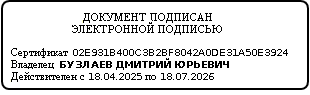 ДОКУМЕНТ ПОДПИСАН
ЭЛЕКТРОННОЙ ПОДПИСЬЮ
Сертификат 02E931B400C3B2BF8042A0DE31A50E3924
Владелец БУЗЛАЕВ ДМИТРИЙ ЮРЬЕВИЧ
Действителен с 18.04.2025 по 18.07.2026